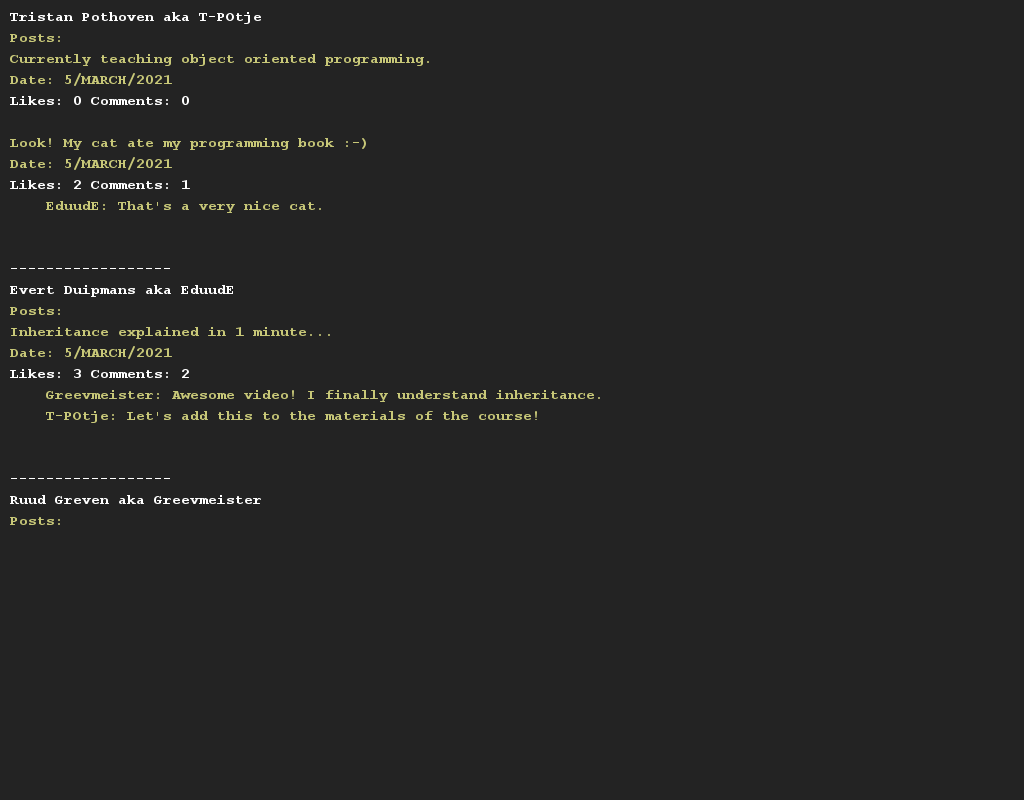 Tristan Pothoven aka T-POtje
Posts:
Currently teaching object oriented programming.
Date: 5/MARCH/2021
Likes: 0 Comments: 0
Look! My cat ate my programming book :-)
Date: 5/MARCH/2021
Likes: 2 Comments: 1
EduudE: That's a very nice cat.
------------------
Evert Duipmans aka EduudE
Posts:
Inheritance explained in 1 minute...
Date: 5/MARCH/2021
Likes: 3 Comments: 2
Greevmeister: Awesome video! I finally understand inheritance.
T-POtje: Let's add this to the materials of the course!
------------------
Ruud Greven aka Greevmeister
Posts: